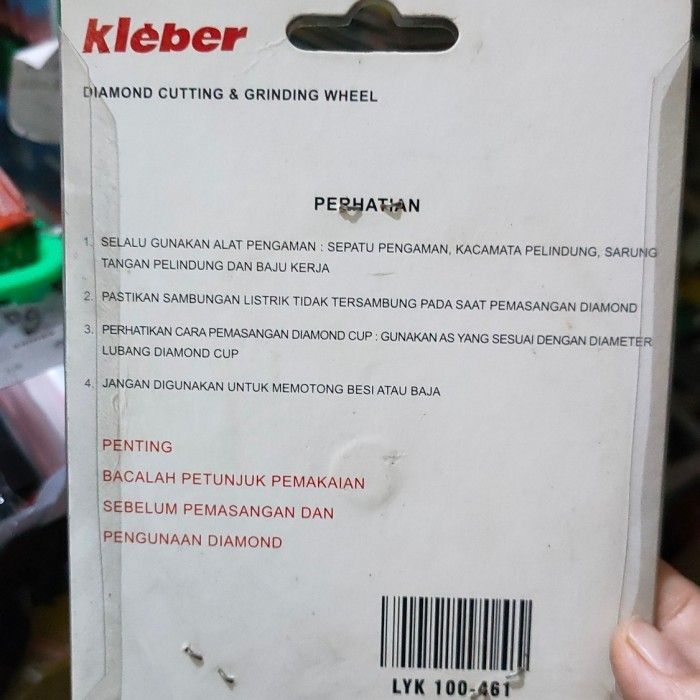 kléber
DIAMOND CUTTING & GRINDING WHEEL
PERHATIAN
1. SELALU GUNAKAN ALAT PENGAMAN : SEPATU PENGAMAN, KACAMATA PELINDUNG, SARUNG
TANGAN PELINDUNG DAN BAJU KERJA
2. PASTIKAN SAMBUNGAN LISTRIK TIDAK TERSAMBUNG PADA SAAT PEMASANGAN DIAMOND
3. PERHATIKAN CARA PEMASANGAN DIAMOND CUP : GUNAKAN AS YANG SESUAI DENGAN DIAMETER
LUBANG DIAMOND CUP
4. JANGAN DIGUNAKAN UNTUK MEMOTONG BESI ATAU BAJA
PENTING
BACALAH PETUNJUK PEMAKAIAN
SEBELUM PEMASANGAN DAN
PENGUNAAN DIAMOND
LYK 100-461